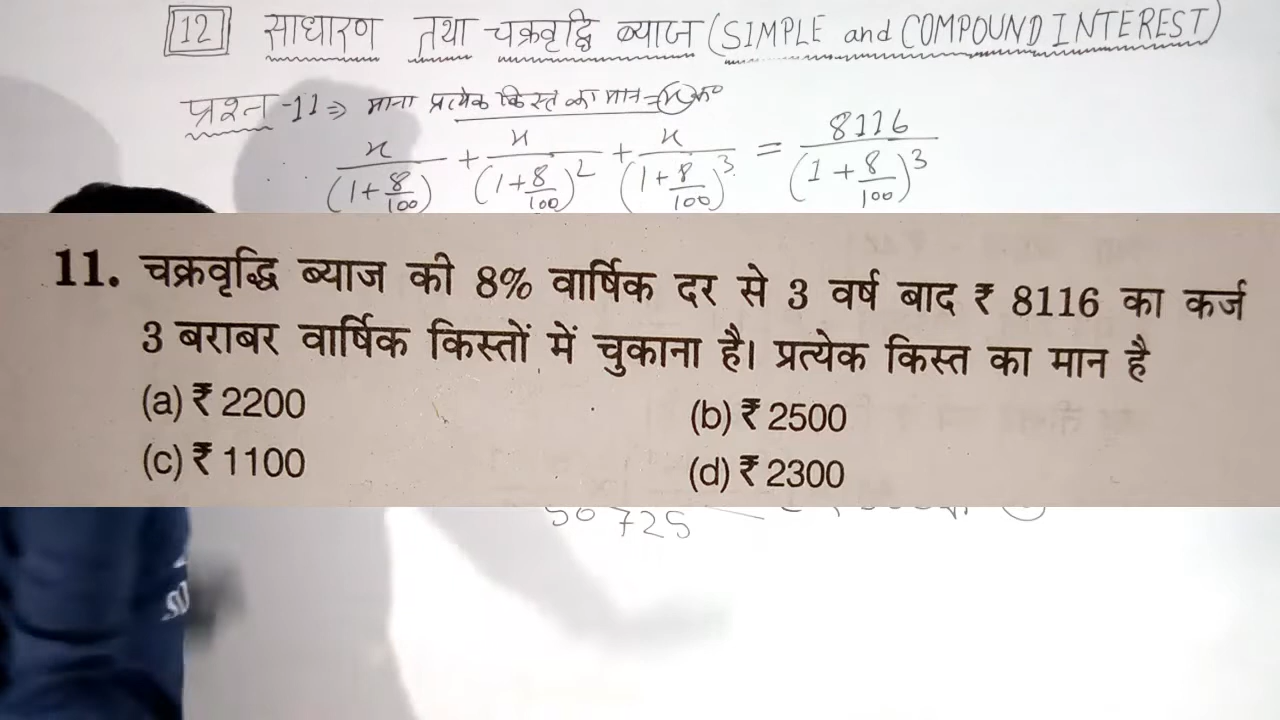 12 साधारण तथा चक्रवृद्धि ब्याज (SIMPLE and COMPOUND INTEREST)
प्रश्न -11⇒ माना प्रत्येक किस्त का मान = x रू०
x/(1+8/100) + x/(1+8/100)² + x/(1+8/100)³ = 8116/(1+8/100)³
11. चक्रवृद्धि ब्याज की 8% वार्षिक दर से 3 वर्ष बाद ₹ 8116 का कर्ज
3 बराबर वार्षिक किस्तों में चुकाना है। प्रत्येक किस्त का मान है
(a) ₹ 2200 (b) ₹ 2500
(c) ₹ 1100 (d) ₹ 2300
725